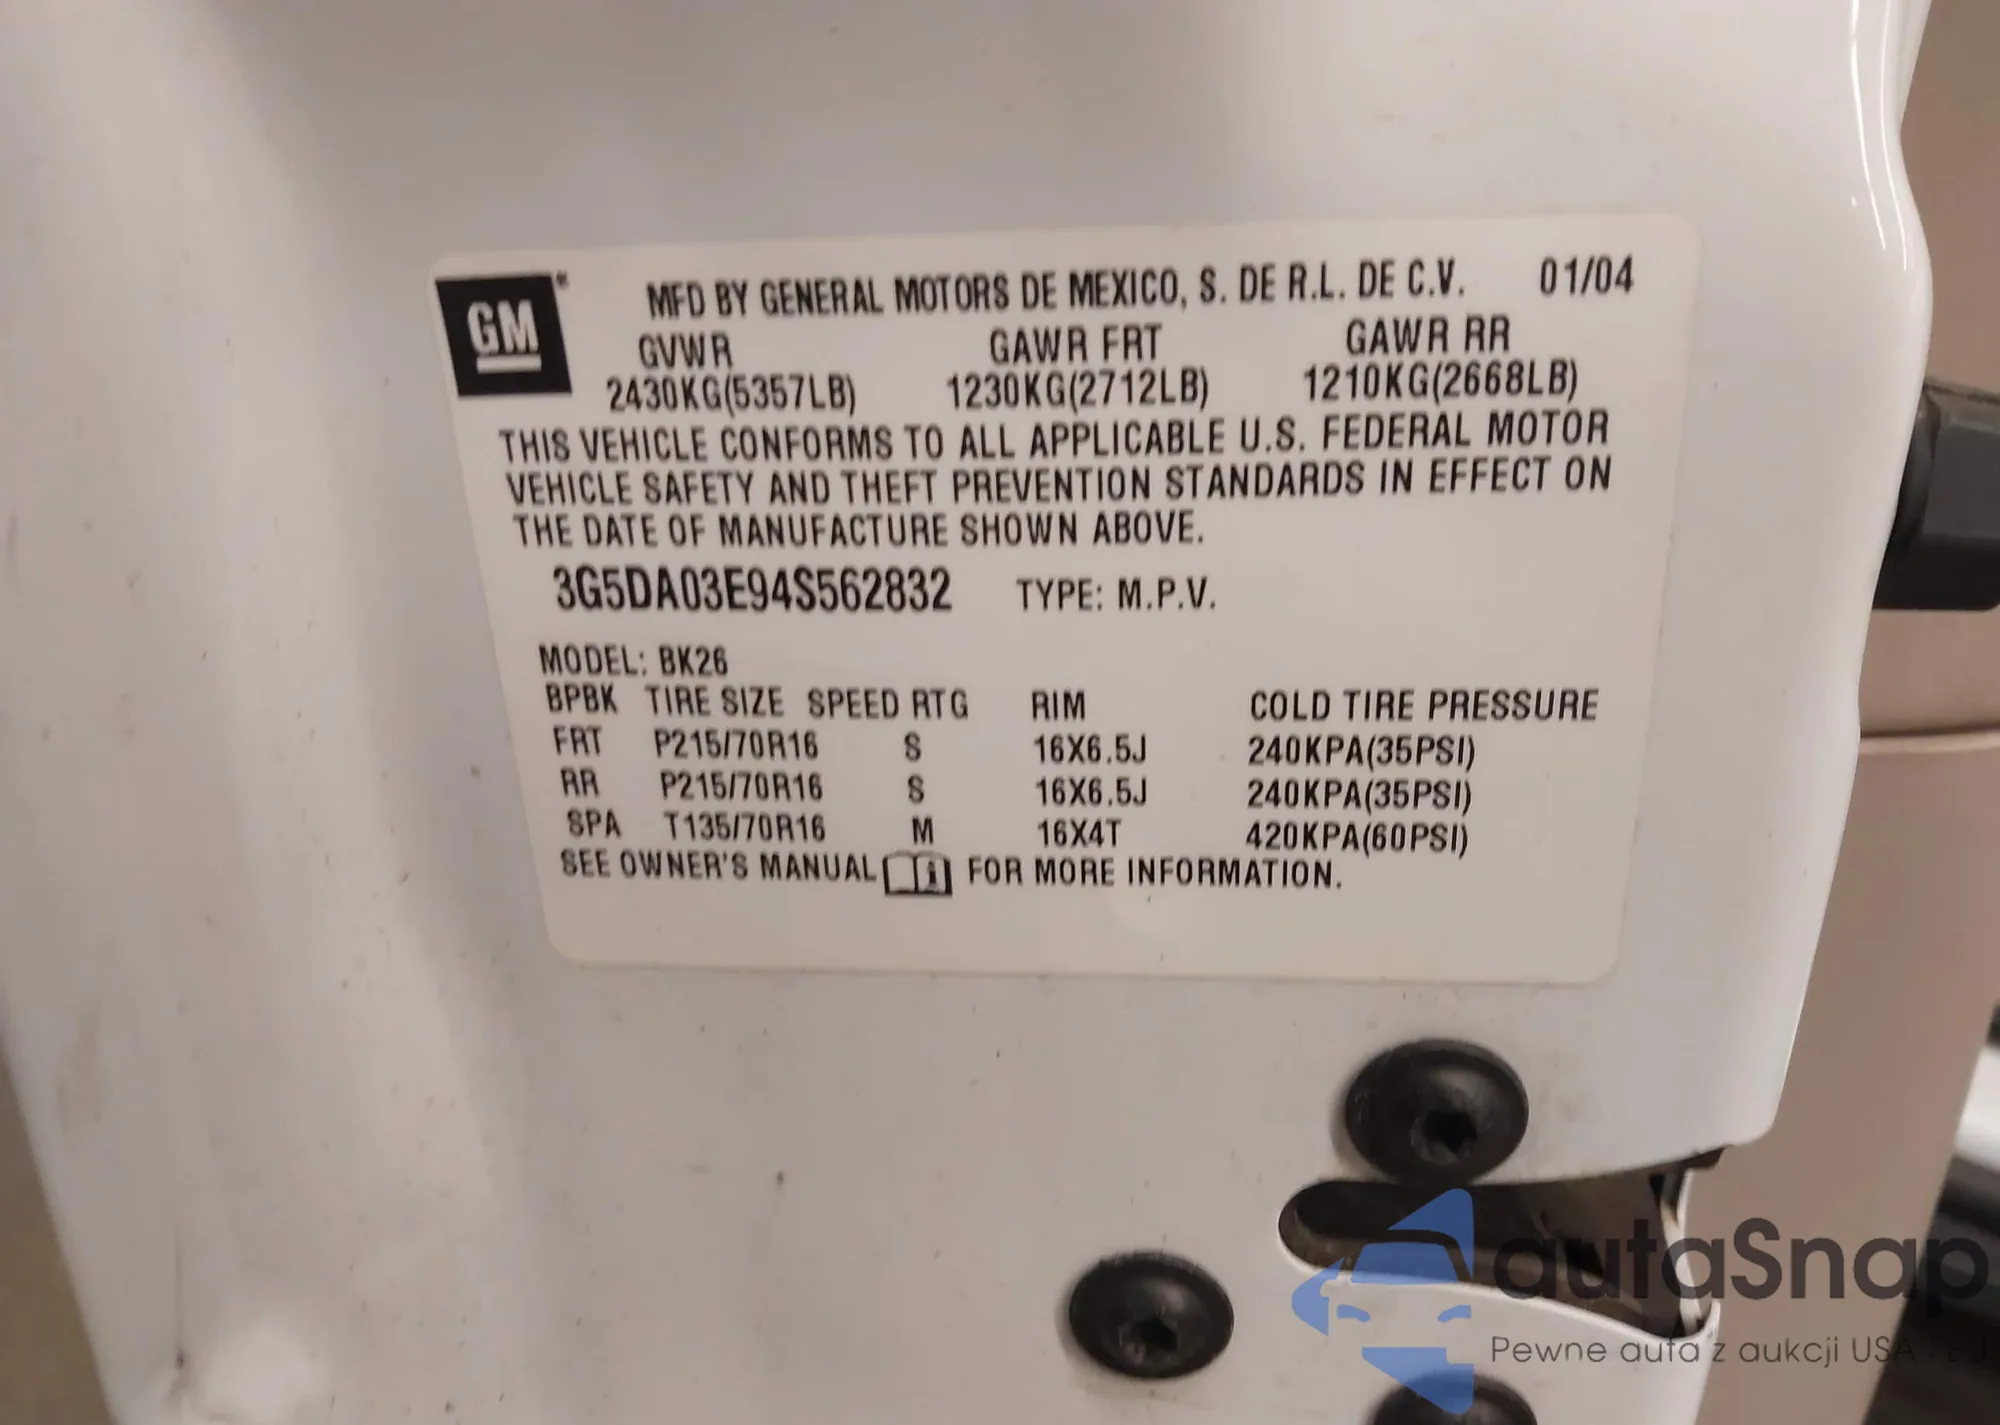 GM
MFD BY GENERAL MOTORS DE MEXICO, S. DE R.L. DE C.V. 01/04
GVWR GAWR FRT GAWR RR
2430KG(5357LB) 1230KG(2712LB) 1210KG(2668LB)
THIS VEHICLE CONFORMS TO ALL APPLICABLE U.S. FEDERAL MOTOR
VEHICLE SAFETY AND THEFT PREVENTION STANDARDS IN EFFECT ON
THE DATE OF MANUFACTURE SHOWN ABOVE.
3G5DA03E94S562832 TYPE: M.P.V.
MODEL: BK26
BPBK TIRE SIZE SPEED RTG RIM COLD TIRE PRESSURE
FRT P215/70R16 S 16X6.5J 240KPA(35PSI)
RR P215/70R16 S 16X6.5J 240KPA(35PSI)
SPA T135/70R16 M 16X4T 420KPA(60PSI)
SEE OWNER'S MANUAL FOR MORE INFORMATION.
autaSnap
Pewne auta z aukcji USA